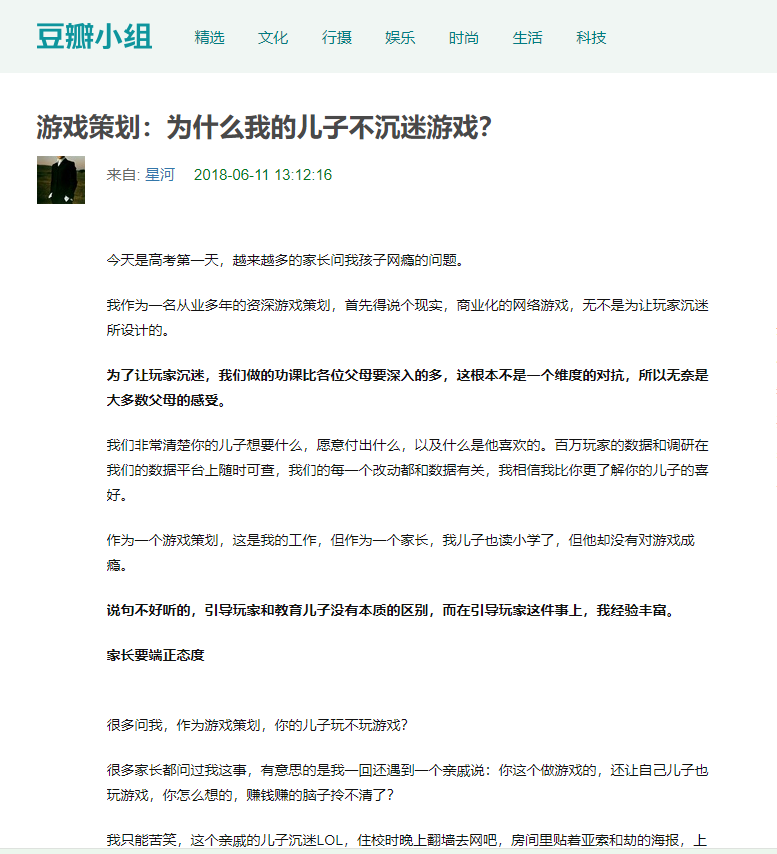 豆瓣小组 精选 文化 行摄 娱乐 时尚 生活 科技
游戏策划：为什么我的儿子不沉迷游戏？
来自: 星河 2018-06-11 13:12:16
今天是高考第一天，越来越多的家长问我孩子网瘾的问题。
我作为一名从业多年的资深游戏策划，首先得说个现实，商业化的网络游戏，无不是为让玩家沉迷
所设计的。
为了让玩家沉迷，我们做的功课比各位父母要深入的多，这根本不是一个维度的对抗，所以无奈是
大多数父母的感受。
我们非常清楚你的儿子想要什么，愿意付出什么，以及什么是他喜欢的。百万玩家的数据和调研在
我们的数据平台上随时可查，我们的每一个改动都和数据有关，我相信我比你更了解你的儿子的喜
好。
作为一个游戏策划，这是我的工作，但作为一个家长，我儿子也读小学了，但他却没有对游戏成
瘾。
说句不好听的，引导玩家和教育儿子没有本质的区别，而在引导玩家这件事上，我经验丰富。
家长要端正态度
很多问我，作为游戏策划，你的儿子玩不玩游戏？
很多家长都问过我这事，有意思的是我一回还遇到一个亲戚说：你这个做游戏的，还让自己儿子也
玩游戏，你怎么想的，赚钱赚的脑子拎不清了？
我只能苦笑，这个亲戚的儿子沉迷LOL，住校时晚上翻墙去网吧，房间里贴着亚索和劫的海报，上